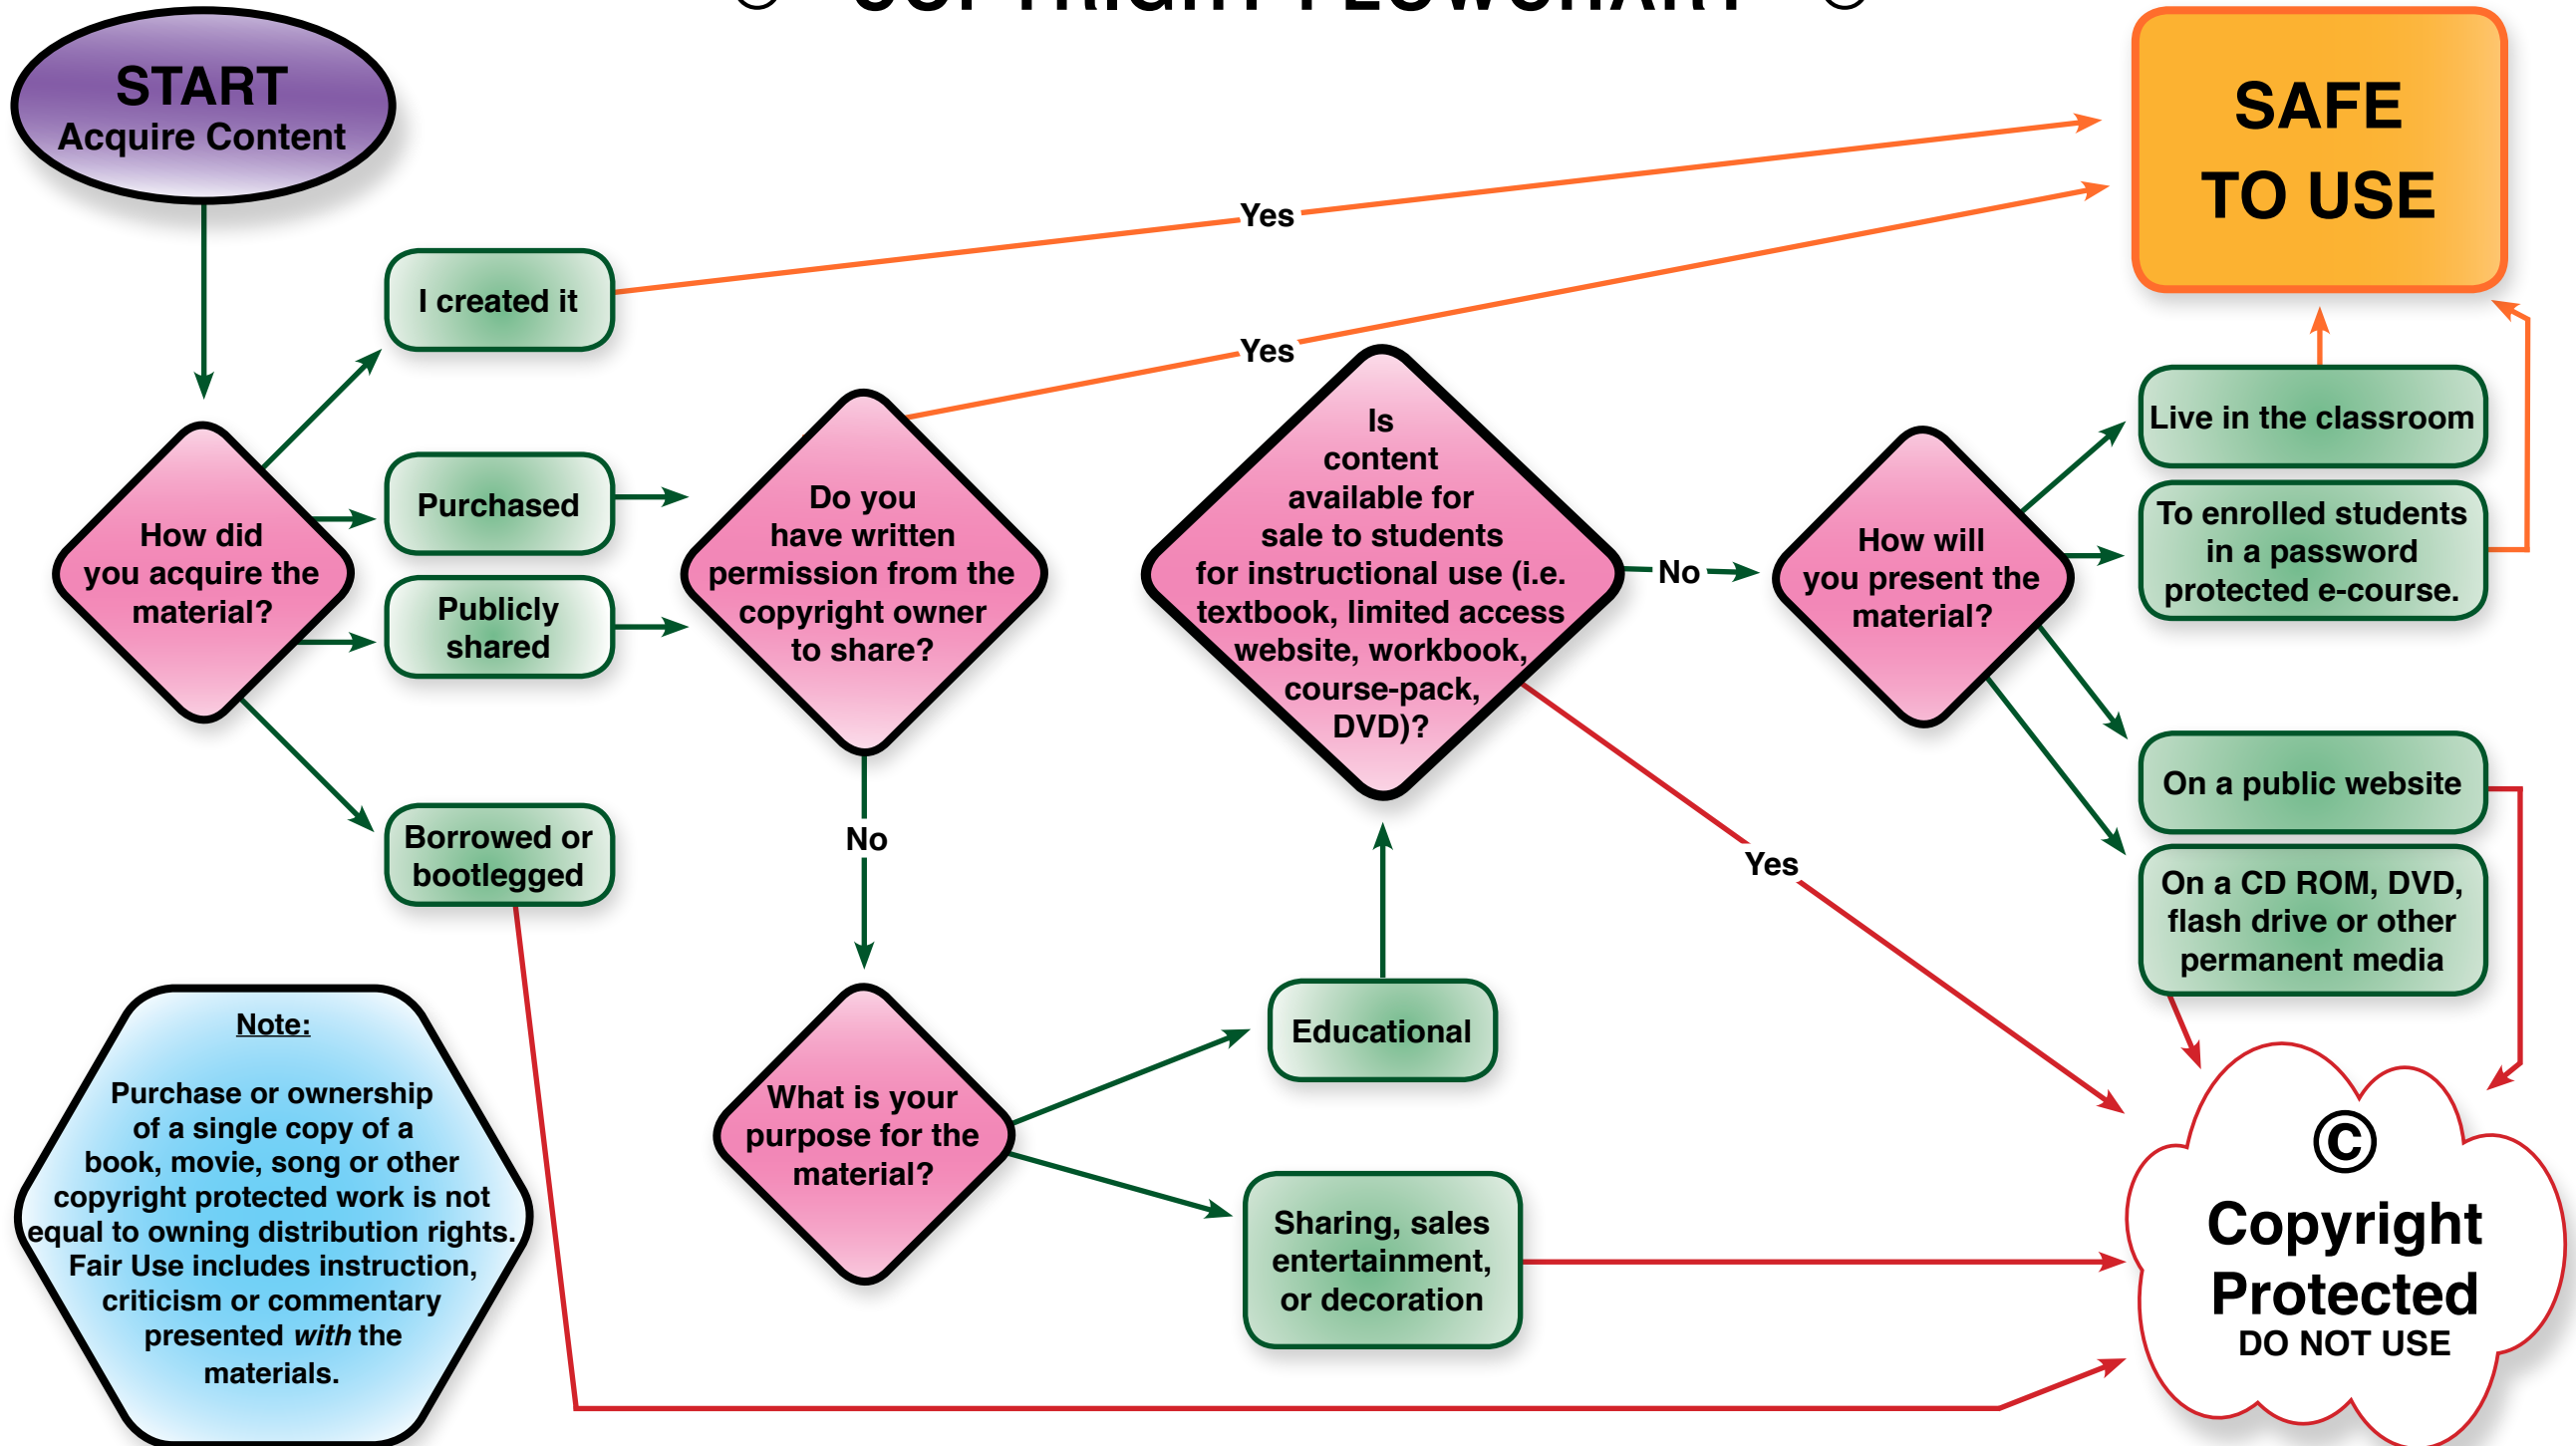 © COPYRIGHT FLOWCHART ©
START
Acquire Content
SAFE
TO USE
Yes
Yes
I created it
Purchased
Publicly
shared
Borrowed or
bootlegged
How did
you acquire the
material?
Do you
have written
permission from the
copyright owner
to share?
No
What is your
purpose for the
material?
Educational
Sharing, sales
entertainment,
or decoration
Is
content
available for
sale to students
for instructional use (i.e.
textbook, limited access
website, workbook,
course-pack,
DVD)?
No
Yes
How will
you present the
material?
Live in the classroom
To enrolled students
in a password
protected e-course.
On a public website
On a CD ROM, DVD,
flash drive or other
permanent media
©
Copyright
Protected
DO NOT USE
Note:
Purchase or ownership
of a single copy of a
book, movie, song or other
copyright protected work is not
equal to owning distribution rights.
Fair Use includes instruction,
criticism or commentary
presented with the
materials.